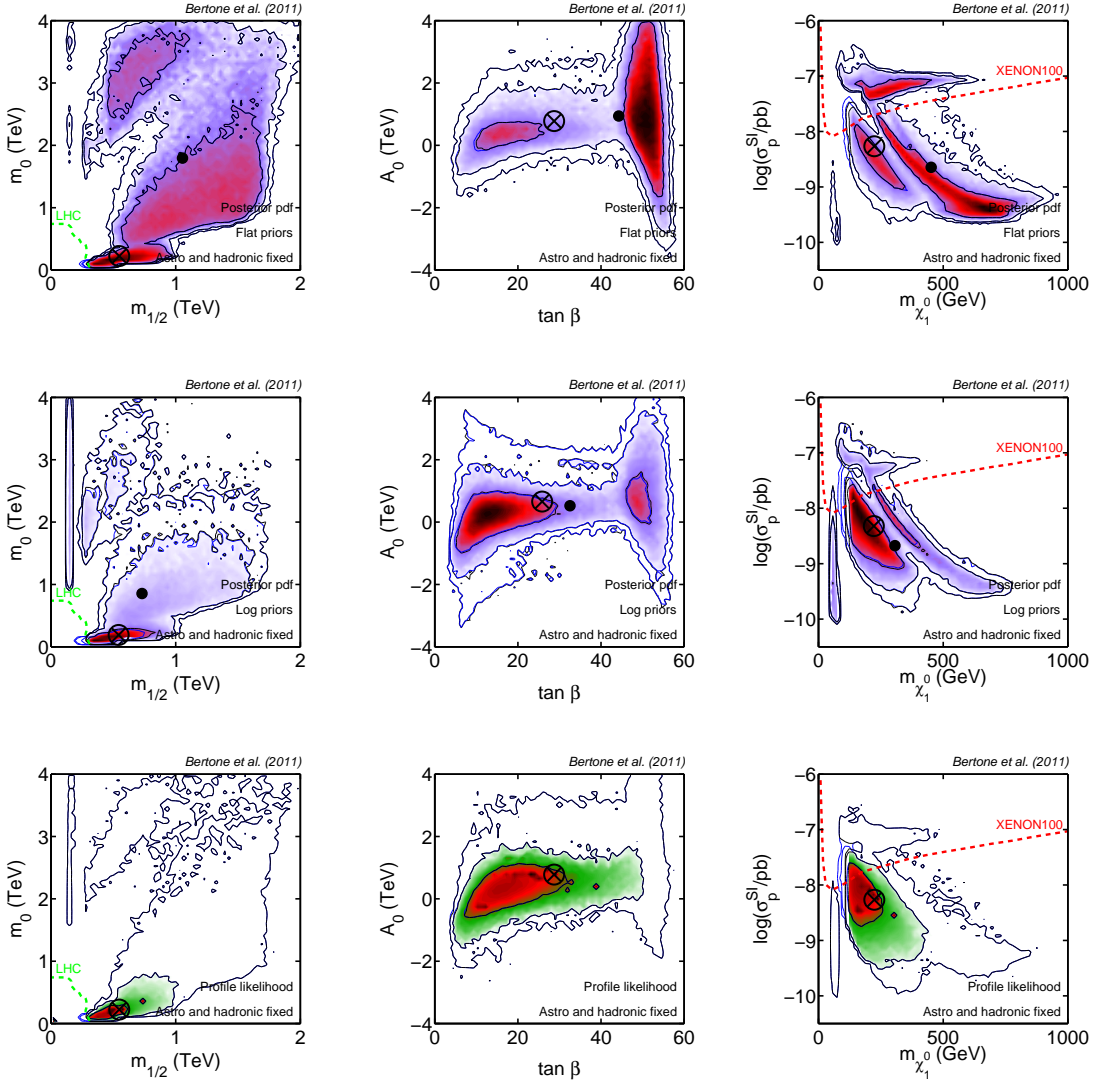 Bertone et al. (2011)
4
3
2
1
0
m₀ (TeV)
LHC
Posterior pdf
Flat priors
Astro and hadronic fixed
0 1 2
m₁/₂ (TeV)
Bertone et al. (2011)
4
2
0
−2
−4
A₀ (TeV)
Posterior pdf
Flat priors
Astro and hadronic fixed
0 20 40 60
tan β
Bertone et al. (2011)
−6
−7
−8
−9
−10
log(σₚ^SI/pb)
XENON100
Posterior pdf
Flat priors
Astro and hadronic fixed
0 500 1000
m_χ₁⁰ (GeV)
Bertone et al. (2011)
4
3
2
1
0
m₀ (TeV)
LHC
Posterior pdf
Log priors
Astro and hadronic fixed
0 1 2
m₁/₂ (TeV)
Bertone et al. (2011)
4
2
0
−2
−4
A₀ (TeV)
Posterior pdf
Log priors
Astro and hadronic fixed
0 20 40 60
tan β
Bertone et al. (2011)
−6
−7
−8
−9
−10
log(σₚ^SI/pb)
XENON100
Posterior pdf
Log priors
Astro and hadronic fixed
0 500 1000
m_χ₁⁰ (GeV)
Bertone et al. (2011)
4
3
2
1
0
m₀ (TeV)
LHC
Profile likelihood
Astro and hadronic fixed
0 1 2
m₁/₂ (TeV)
Bertone et al. (2011)
4
2
0
−2
−4
A₀ (TeV)
Profile likelihood
Astro and hadronic fixed
0 20 40 60
tan β
Bertone et al. (2011)
−6
−7
−8
−9
−10
log(σₚ^SI/pb)
XENON100
Profile likelihood
Astro and hadronic fixed
0 500 1000
m_χ₁⁰ (GeV)